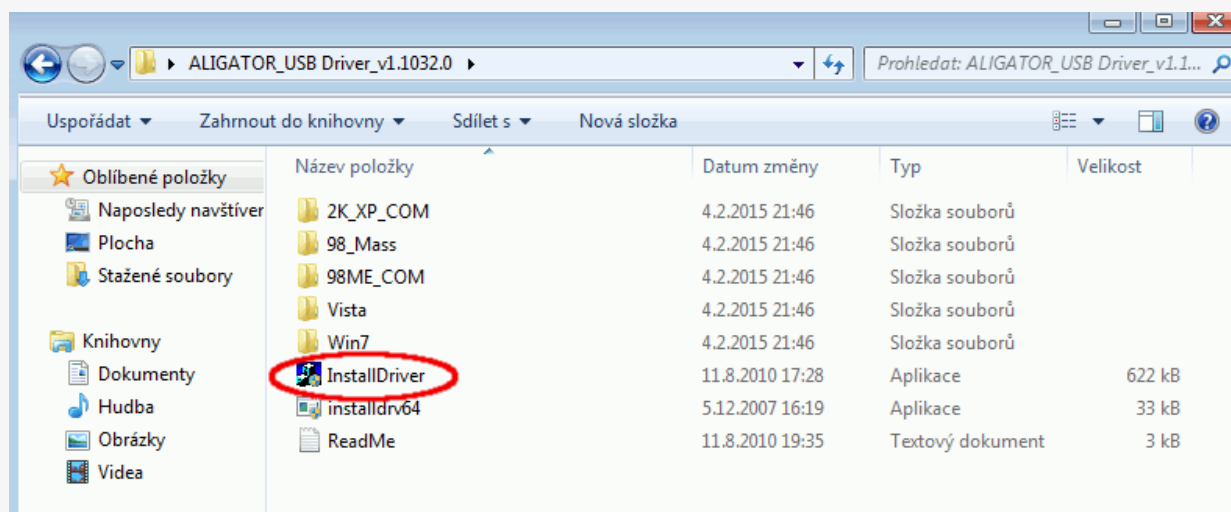 ALIGATOR_USB Driver_v1.1032.0
Prohledat: ALIGATOR_USB Driver_v1.1...
Uspořádat Zahrnout do knihovny Sdílet s Nová složka
Název položky Datum změny Typ Velikost
Oblíbené položky
Naposledy navštíver
Plocha
Stažené soubory
Knihovny
Dokumenty
Hudba
Obrázky
Videa
2K_XP_COM 4.2.2015 21:46 Složka souborů
98_Mass 4.2.2015 21:46 Složka souborů
98ME_COM 4.2.2015 21:46 Složka souborů
Vista 4.2.2015 21:46 Složka souborů
Win7 4.2.2015 21:46 Složka souborů
InstallDriver 11.8.2010 17:28 Aplikace 622 kB
installdrv64 5.12.2007 16:19 Aplikace 33 kB
ReadMe 11.8.2010 19:35 Textový dokument 3 kB